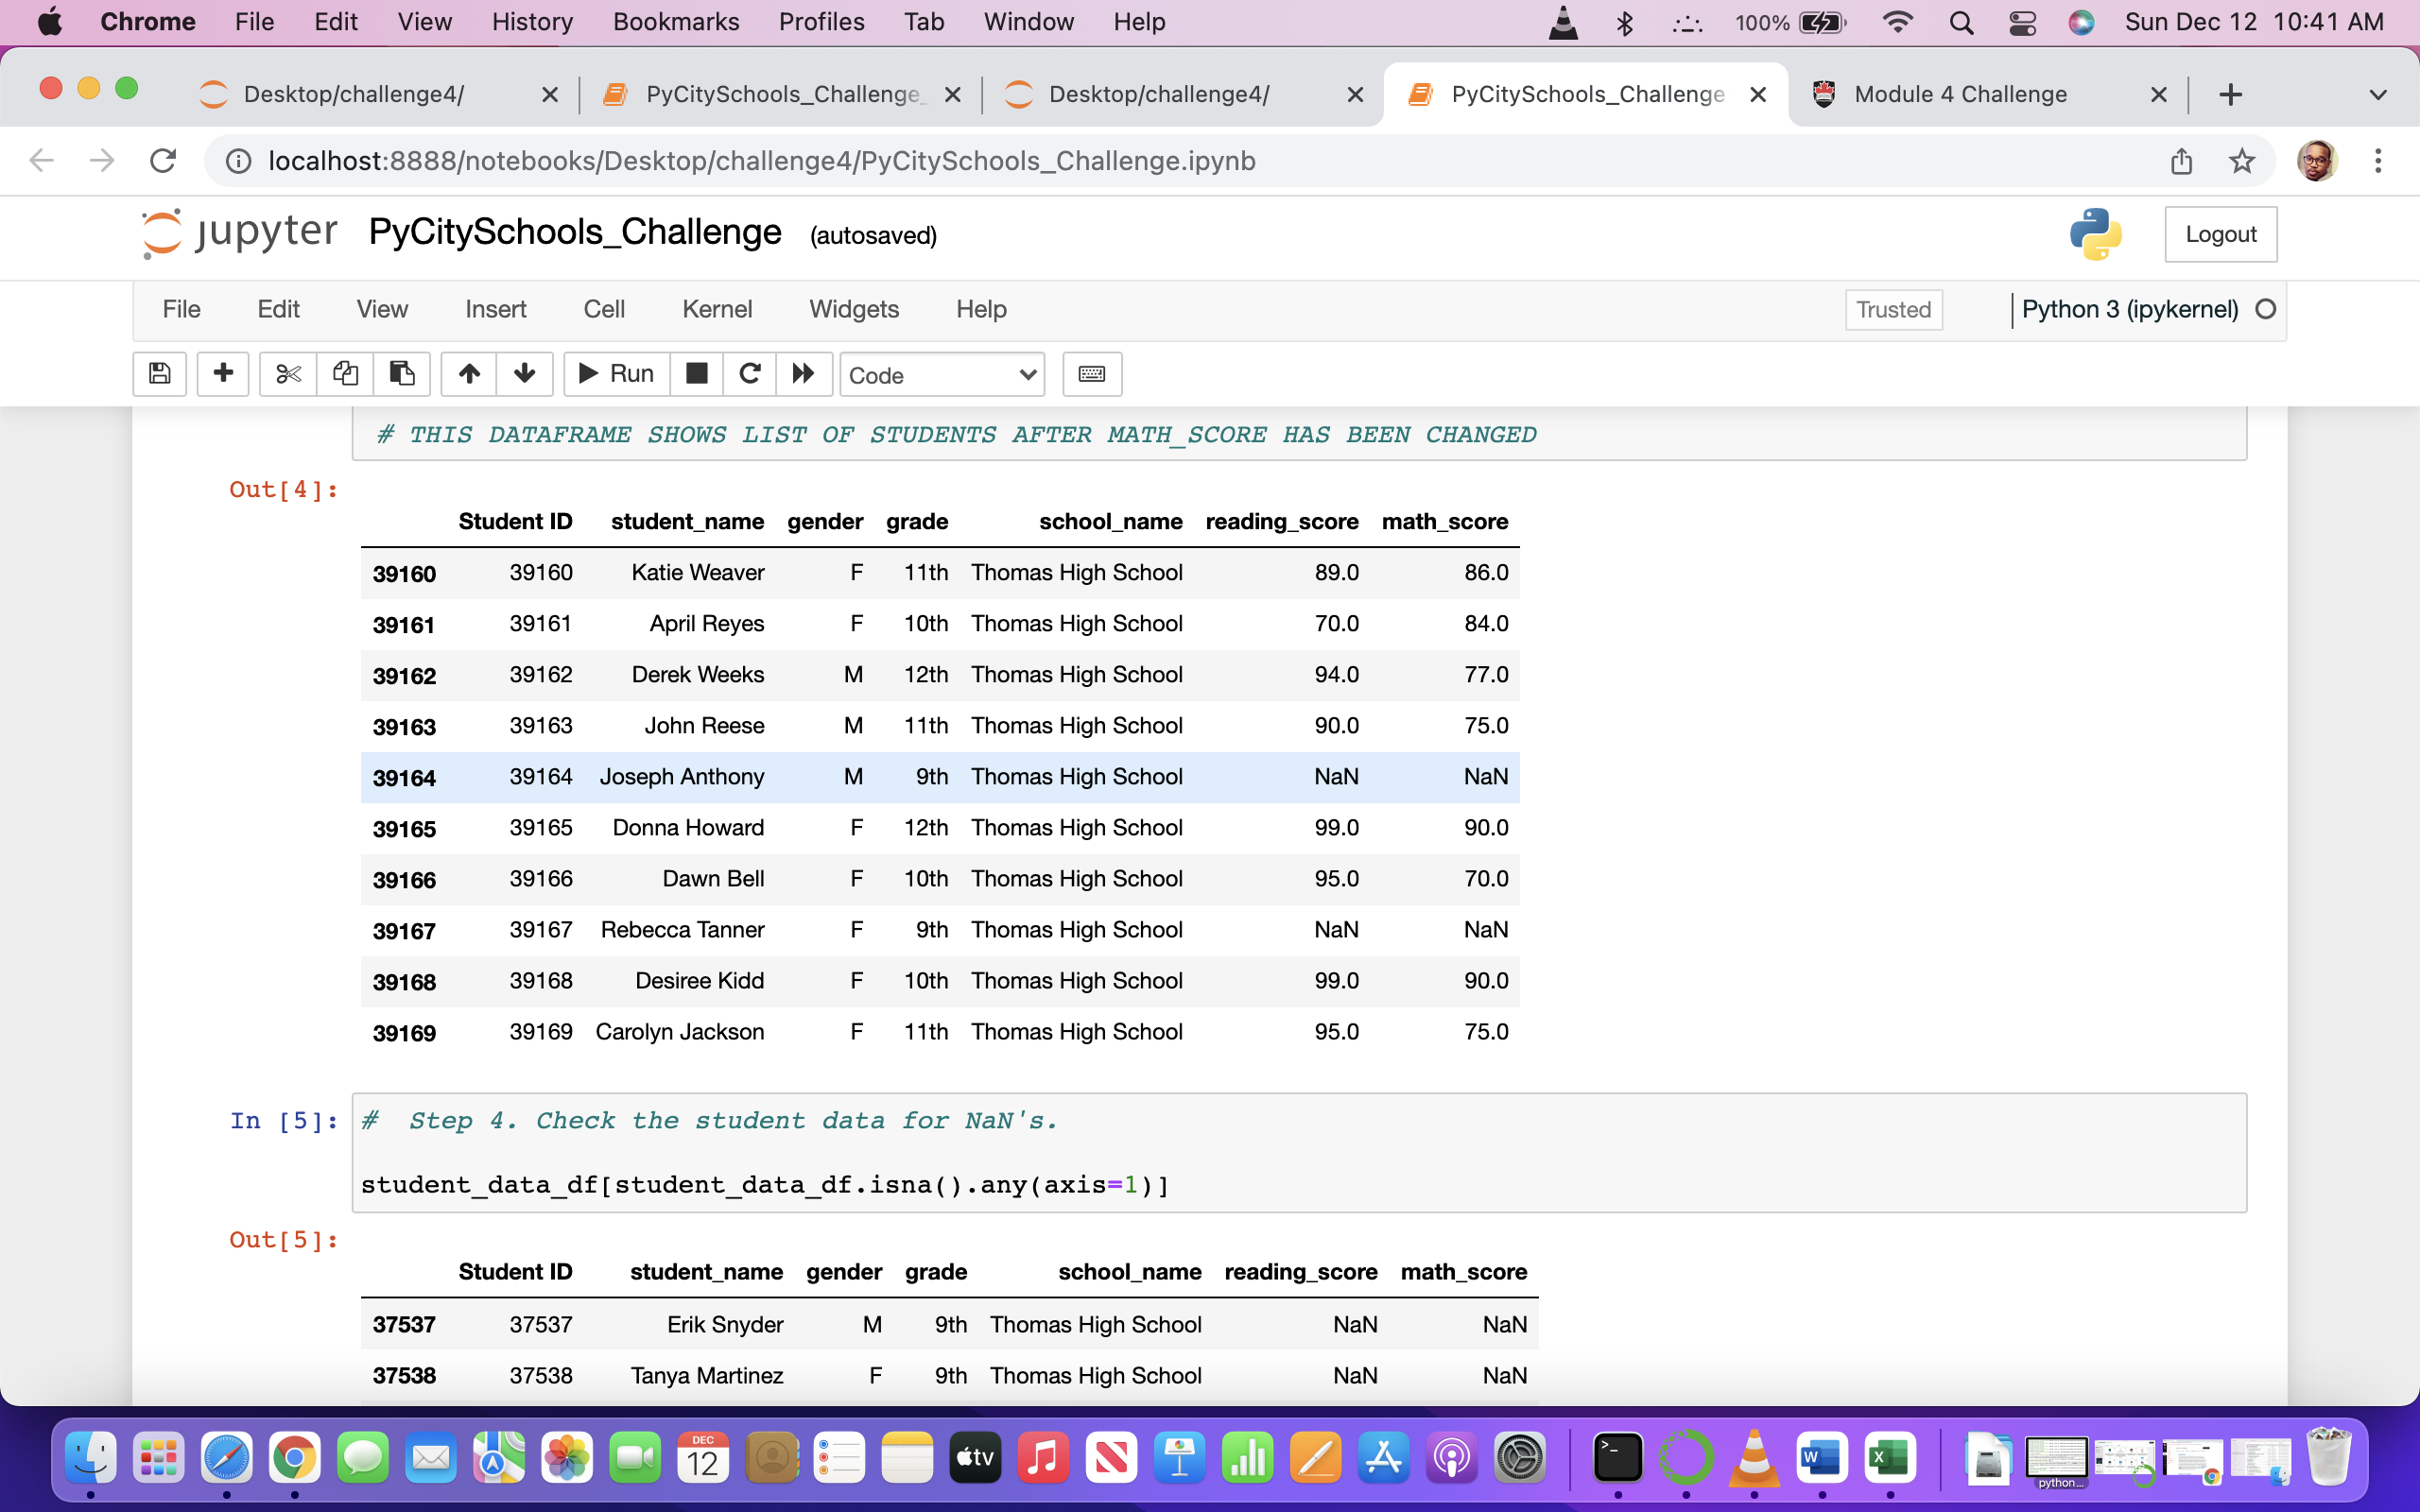 Chrome File Edit View History Bookmarks Profiles Tab Window Help 100% Sun Dec 12 10:41 AM
Desktop/challenge4/ PyCitySchools_Challenge_ Desktop/challenge4/ PyCitySchools_Challenge Module 4 Challenge
localhost:8888/notebooks/Desktop/challenge4/PyCitySchools_Challenge.ipynb
jupyter PyCitySchools_Challenge (autosaved) Logout
File Edit View Insert Cell Kernel Widgets Help Trusted Python 3 (ipykernel)
Run Code
# THIS DATAFRAME SHOWS LIST OF STUDENTS AFTER MATH_SCORE HAS BEEN CHANGED
Out[4]:
Student ID student_name gender grade school_name reading_score math_score
39160 39160 Katie Weaver F 11th Thomas High School 89.0 86.0
39161 39161 April Reyes F 10th Thomas High School 70.0 84.0
39162 39162 Derek Weeks M 12th Thomas High School 94.0 77.0
39163 39163 John Reese M 11th Thomas High School 90.0 75.0
39164 39164 Joseph Anthony M 9th Thomas High School NaN NaN
39165 39165 Donna Howard F 12th Thomas High School 99.0 90.0
39166 39166 Dawn Bell F 10th Thomas High School 95.0 70.0
39167 39167 Rebecca Tanner F 9th Thomas High School NaN NaN
39168 39168 Desiree Kidd F 10th Thomas High School 99.0 90.0
39169 39169 Carolyn Jackson F 11th Thomas High School 95.0 75.0
In [5]: # Step 4. Check the student data for NaN's.
student_data_df[student_data_df.isna().any(axis=1)]
Out[5]:
Student ID student_name gender grade school_name reading_score math_score
37537 37537 Erik Snyder M 9th Thomas High School NaN NaN
37538 37538 Tanya Martinez F 9th Thomas High School NaN NaN
DEC
12
tv
W
X
python...